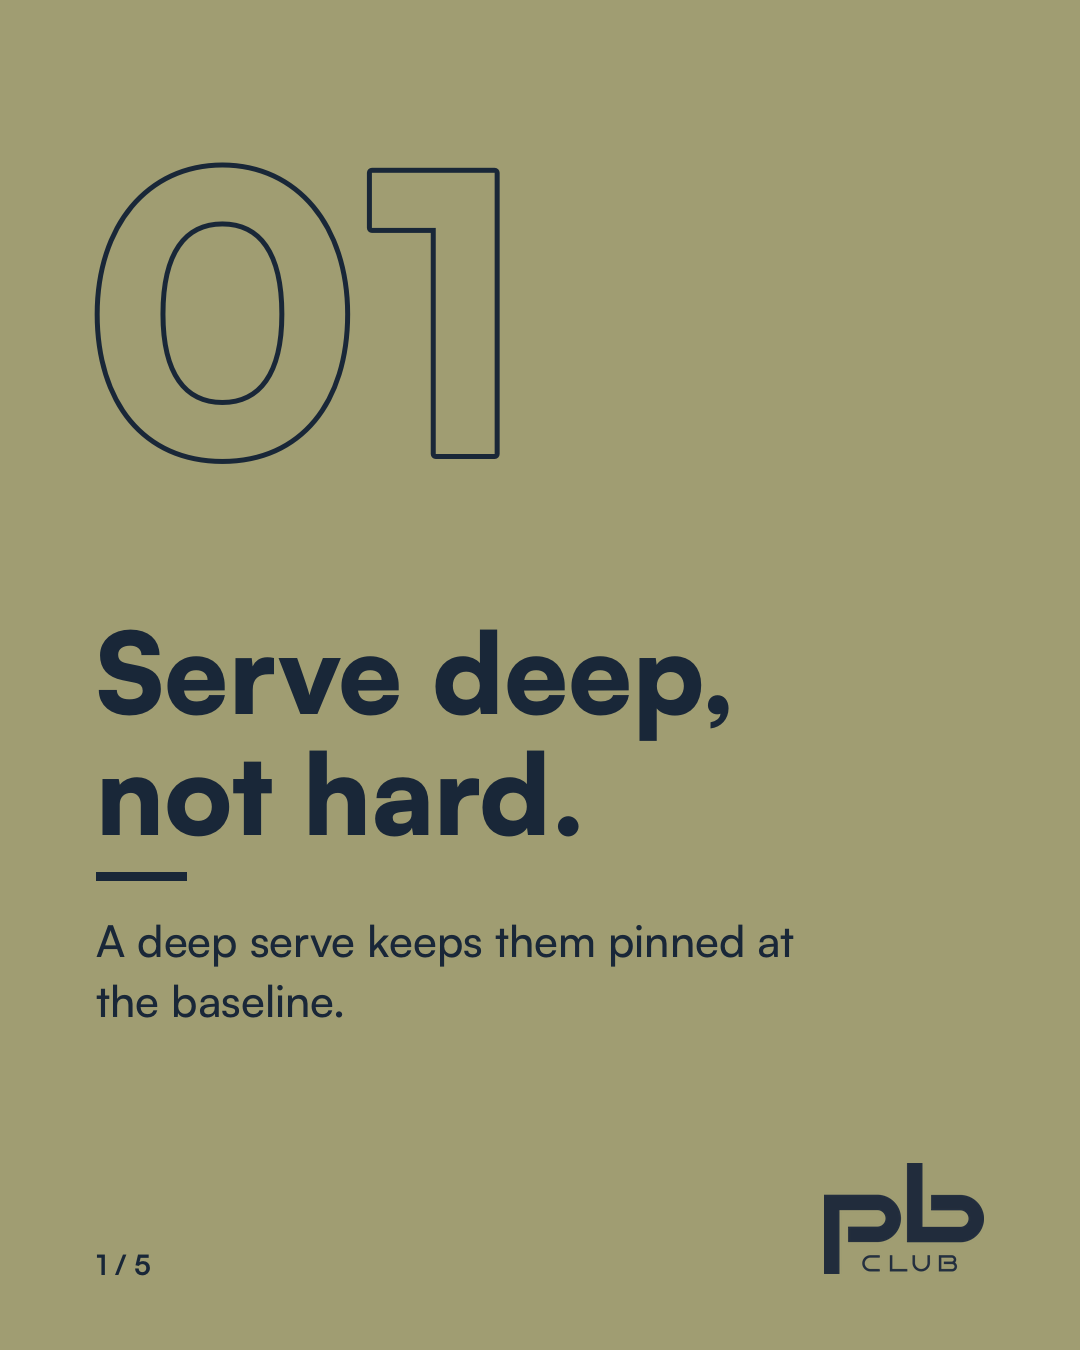 01
Serve deep,
not hard.
A deep serve keeps them pinned at
the baseline.
1 / 5
pb
CLUB